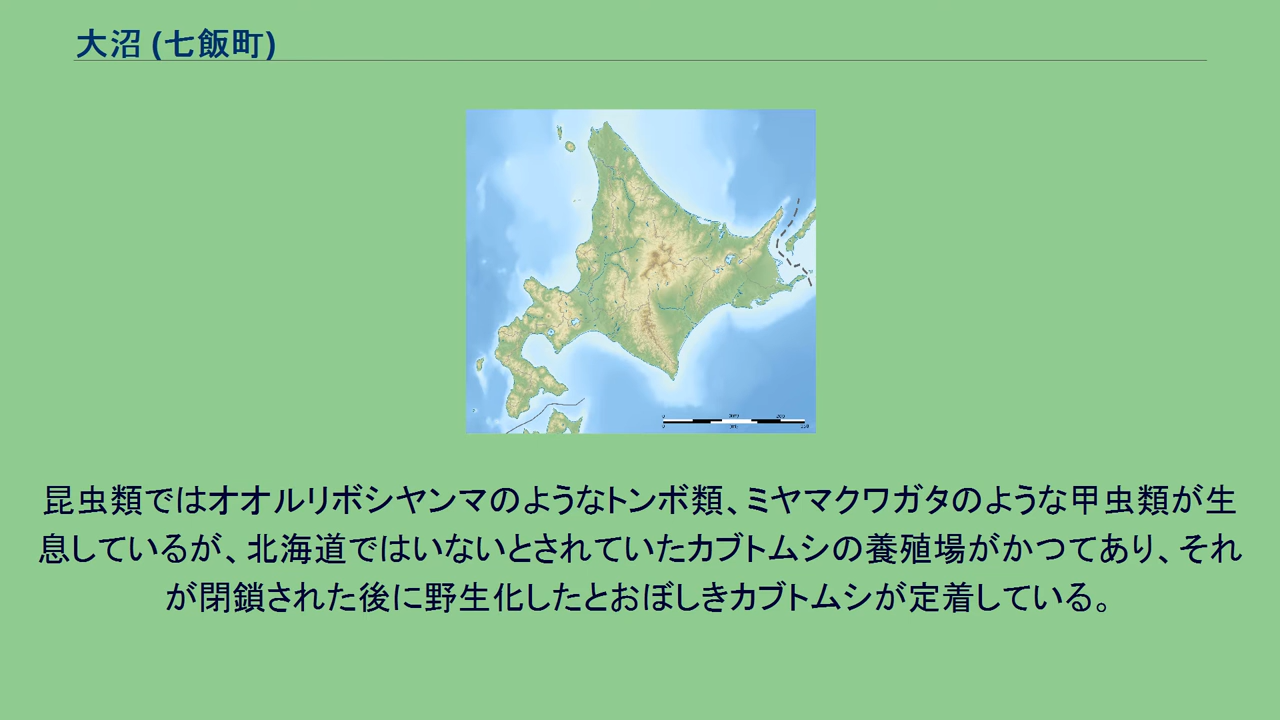 大沼 (七飯町)
昆虫類ではオオルリボシヤンマのようなトンボ類、ミヤマクワガタのような甲虫類が生
息しているが、北海道ではいないとされていたカブトムシの養殖場がかつてあり、それ
が閉鎖された後に野生化したとおぼしきカブトムシが定着している。